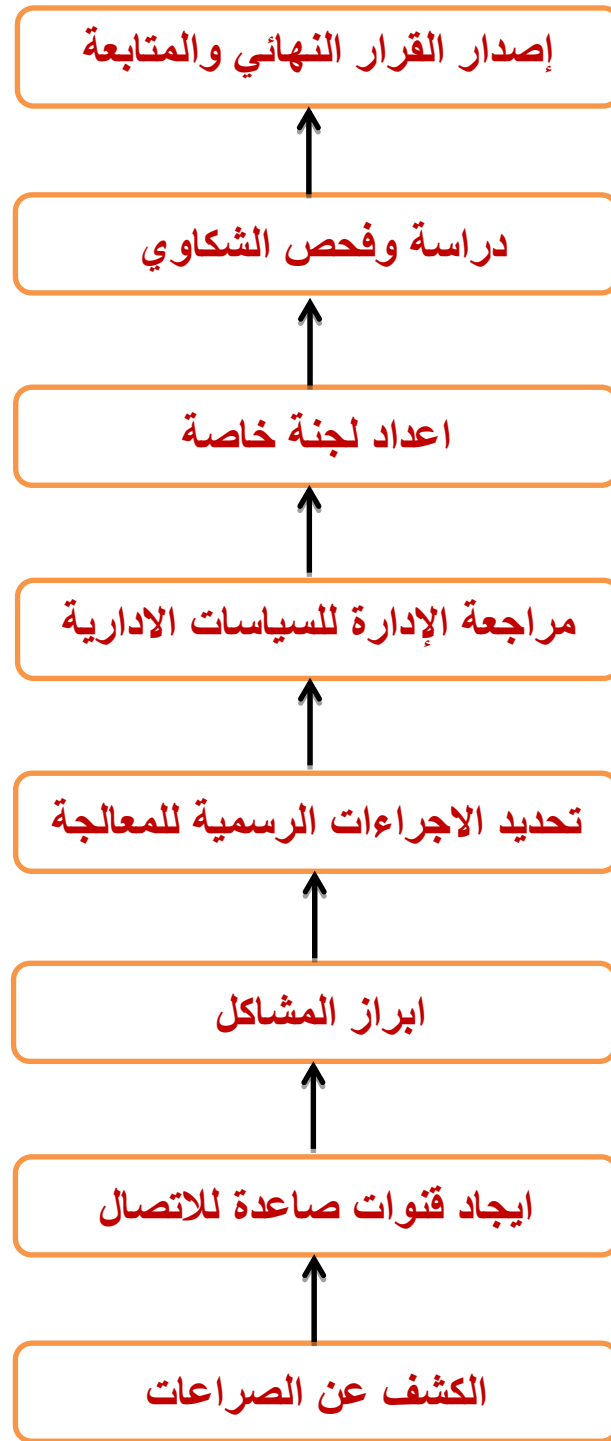 إصدار القرار النهائي والمتابعة
دراسة وفحص الشكاوي
اعداد لجنة خاصة
مراجعة الإدارة للسياسات الادارية
تحديد الاجراءات الرسمية للمعالجة
ابراز المشاكل
ايجاد قنوات صاعدة للاتصال
الكشف عن الصراعات